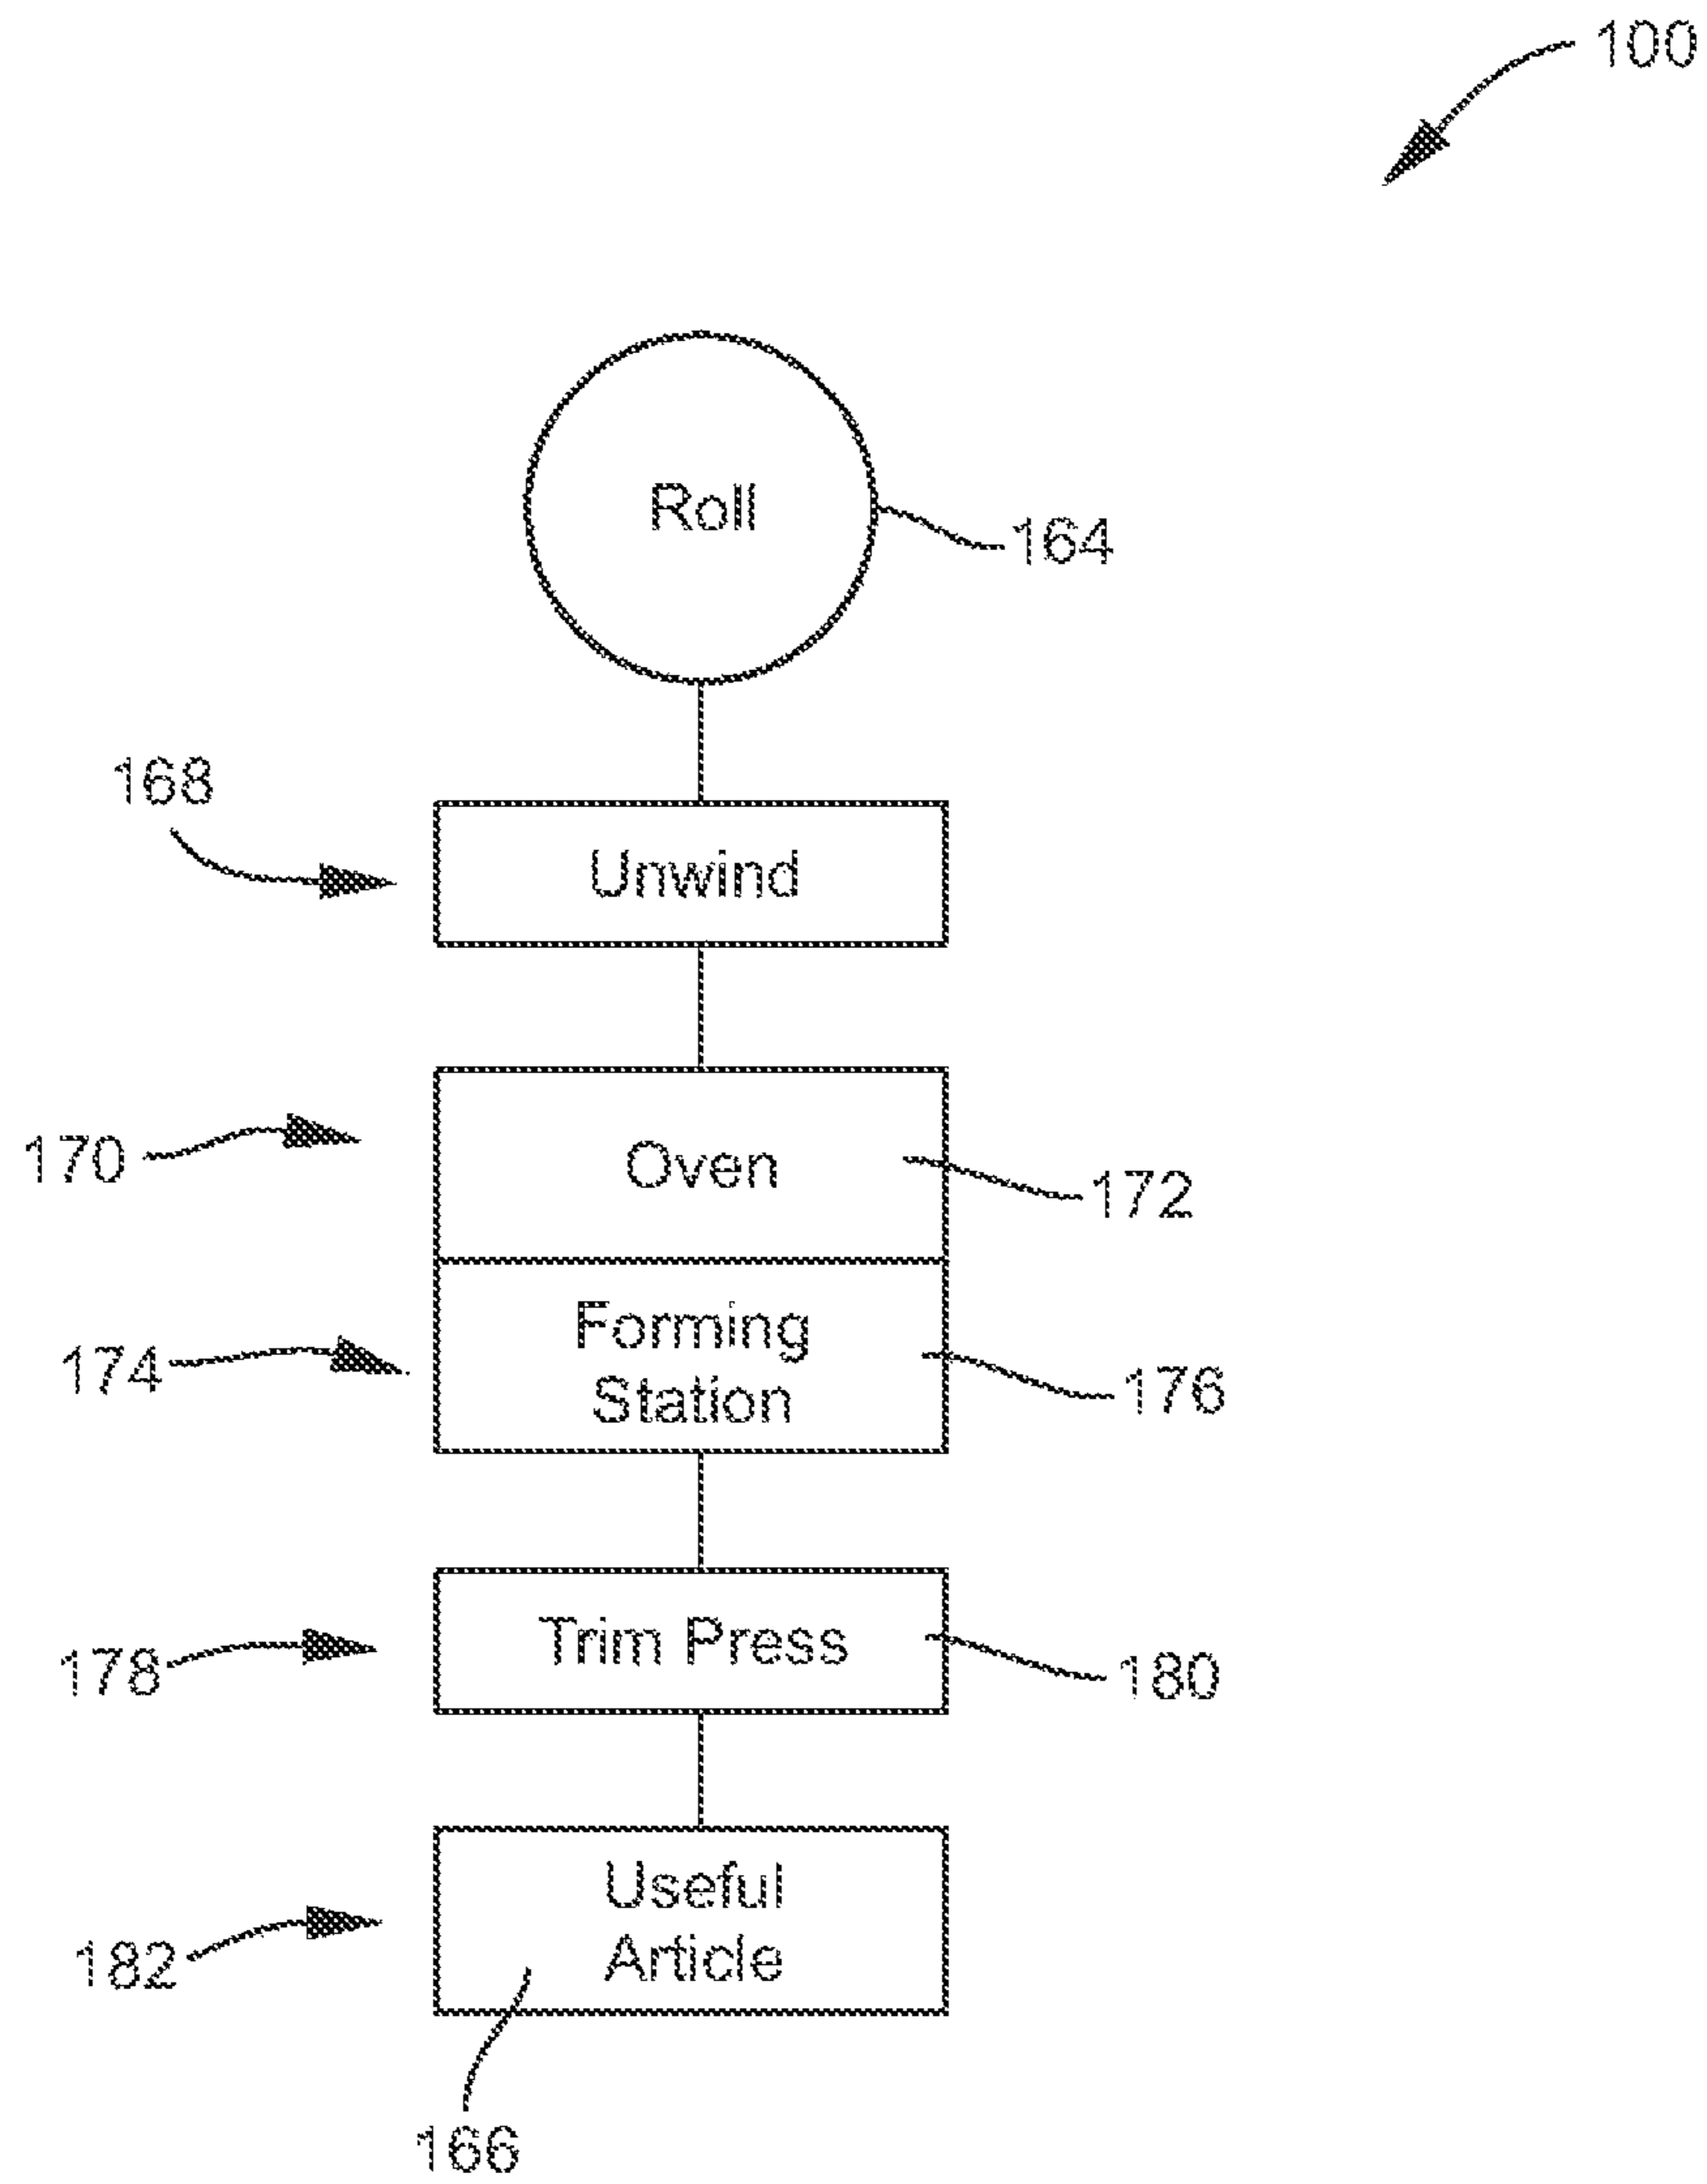 100
Roll
164
168
Unwind
170
Oven
172
174
Forming
Station
176
178
Trim Press
180
182
Useful
Article
166